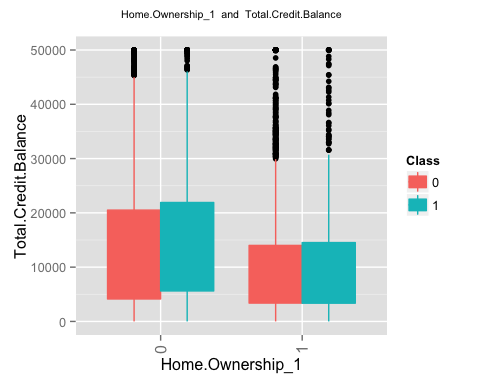 Home.Ownership_1 and Total.Credit.Balance
50000
40000
30000
20000
10000
0
Total.Credit.Balance
0
1
Home.Ownership_1
Class
0
1